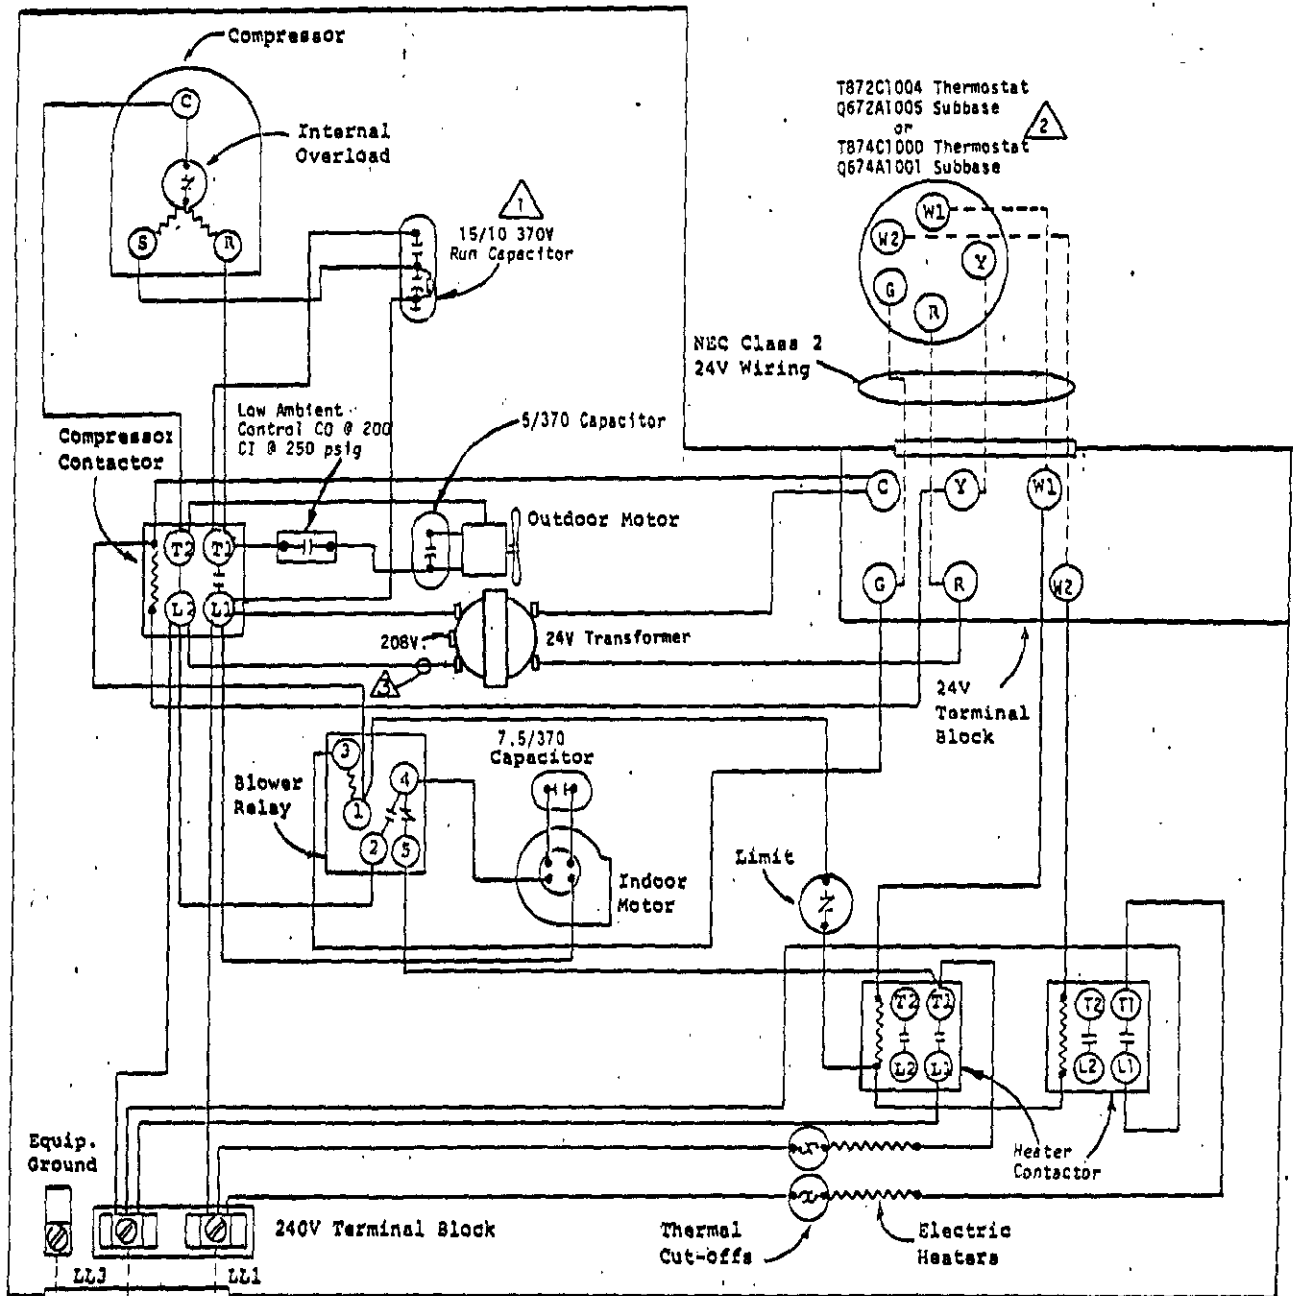 Compressor
T872C1004 Thermostat
Q672A1005 Subbase
or
T874C1000 Thermostat
Q674A1001 Subbase
2
C
Internal
Overload
S
R
1
15/10 370V
Run Capacitor
W1
W2
Y
G
R
NEC Class 2
24V Wiring
Low Ambient
Control CO @ 200
CI @ 250 psig
5/370 Capacitor
Compressor
Contactor
C
Y
W1
T2
T1
Outdoor Motor
G
R
W2
L2
L1
208V.
24V Transformer
3
24V
Terminal
Block
7.5/370
Capacitor
3
4
1
2
5
Blower
Relay
Limit
Indoor
Motor
T2
T1
T2
T1
L2
L1
L2
L1
Heater
Contactor
Equip.
Ground
240V Terminal Block
Thermal
Cut-offs
Electric
Heaters
LL3
LL1